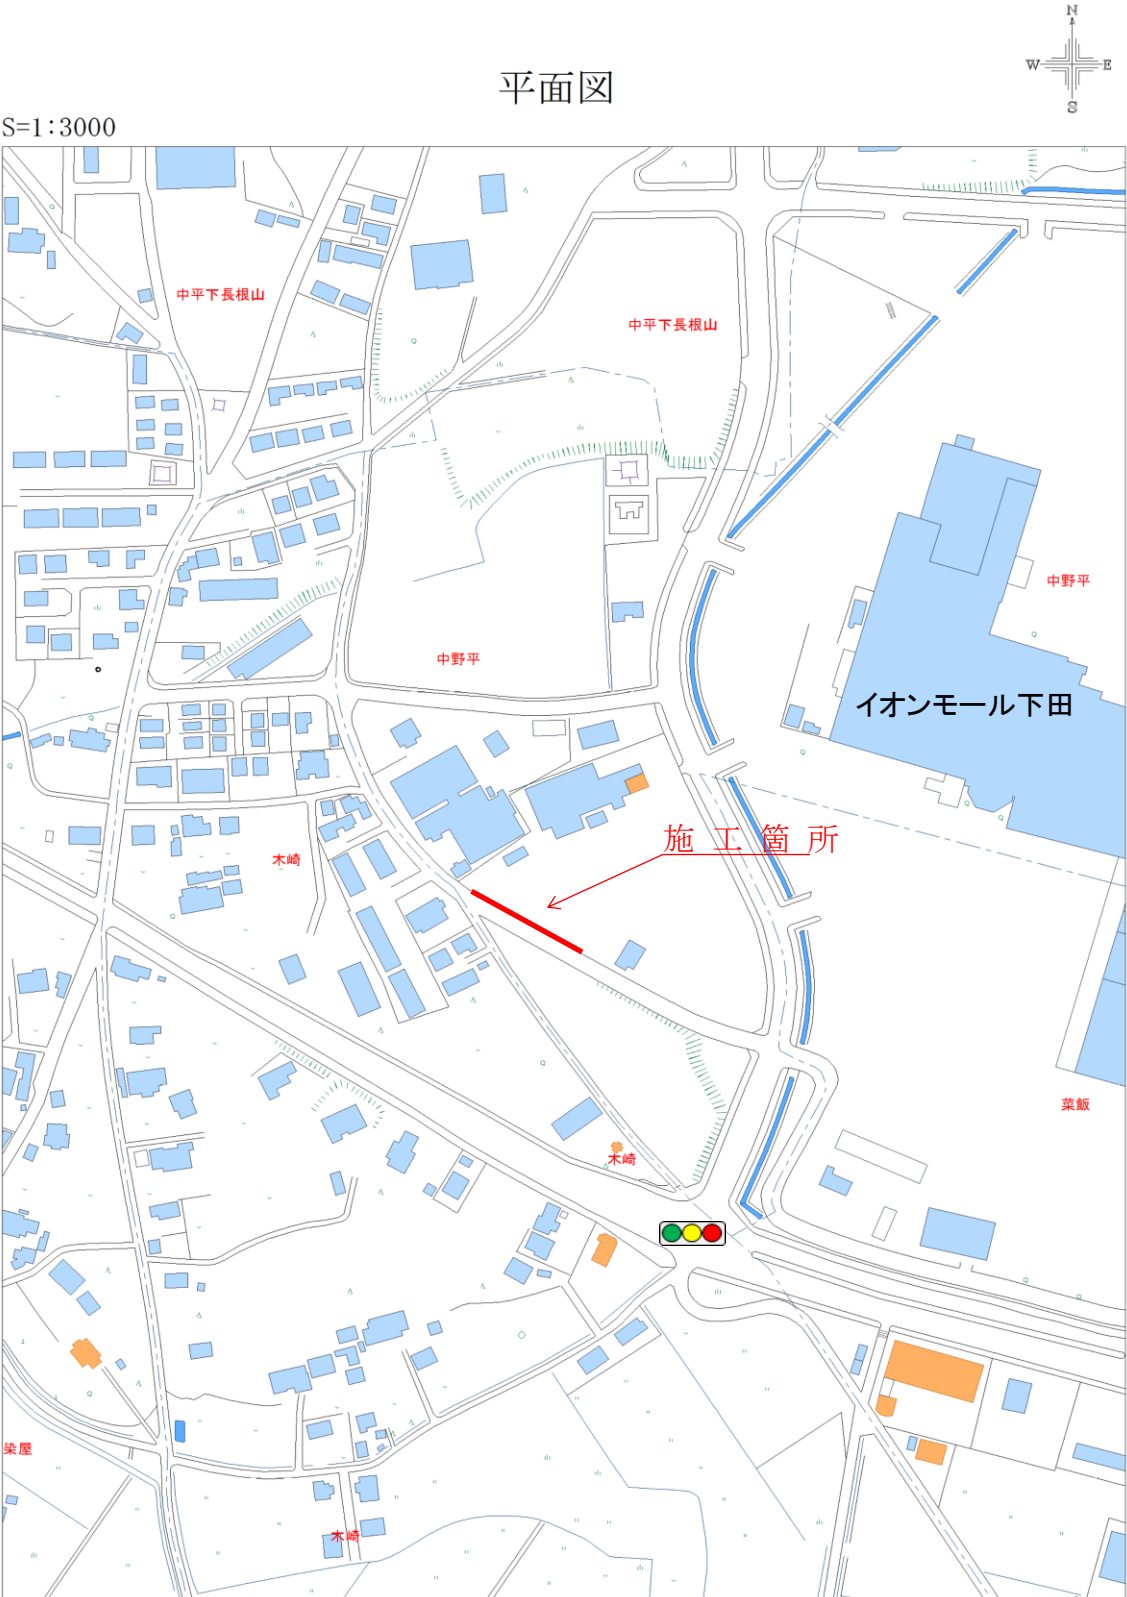 N
W E
S
平面図
S=1:3000
中平下長根山
中平下長根山
中野平
中野平
イオンモール下田
施工箇所
木崎
菜飯
木崎
染屋
木崎